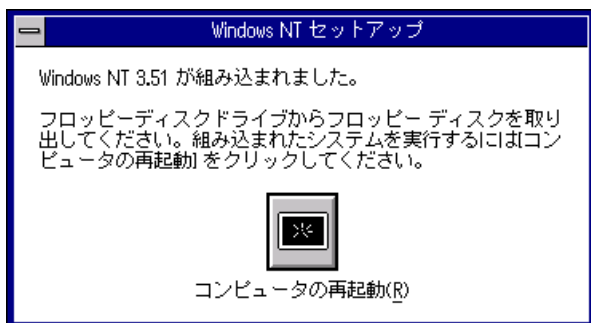 Windows NT セットアップ
Windows NT 3.51 が組み込まれました。
フロッピーディスクドライブからフロッピー ディスクを取り
出してください。組み込まれたシステムを実行するには[コン
ピュータの再起動] をクリックしてください。
コンピュータの再起動(R)